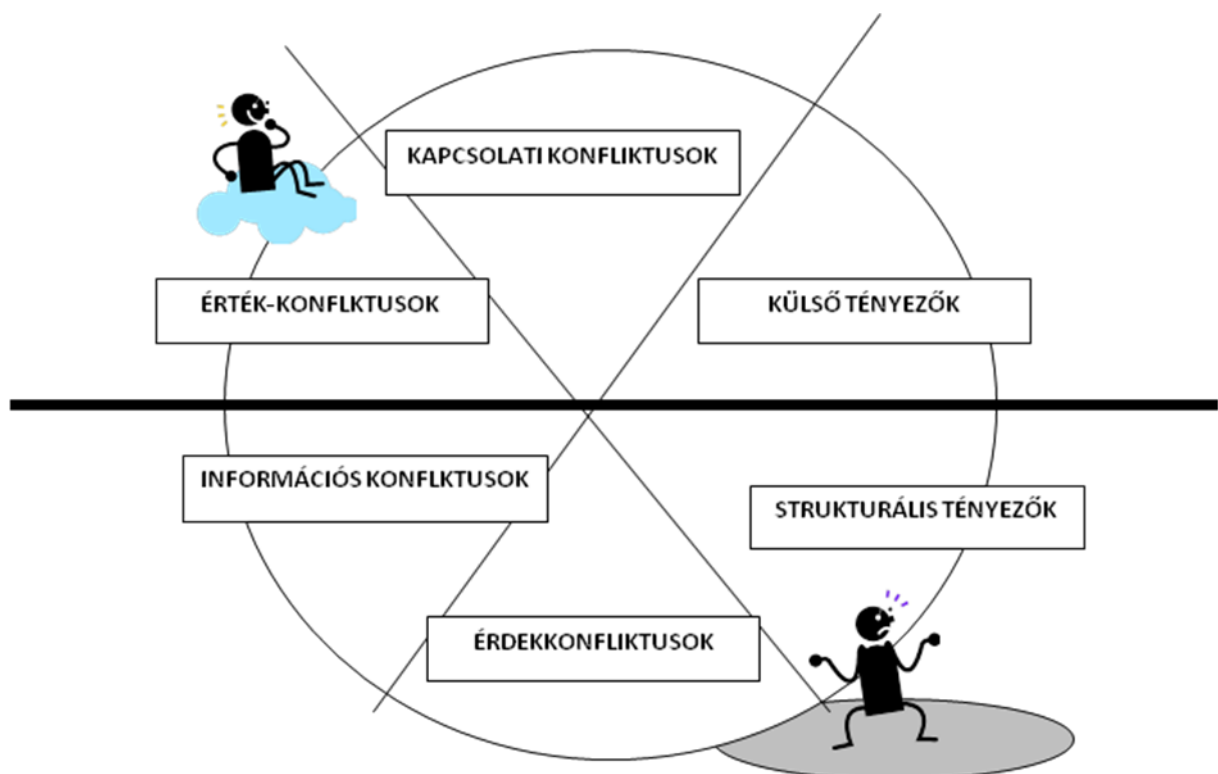 KAPCSOLATI KONFLIKTUSOK
ÉRTÉK-KONFLKTUSOK
KÜLSŐ TÉNYEZŐK
INFORMÁCIÓS KONFLKTUSOK
STRUKTURÁLIS TÉNYEZŐK
ÉRDEKKONFLIKTUSOK